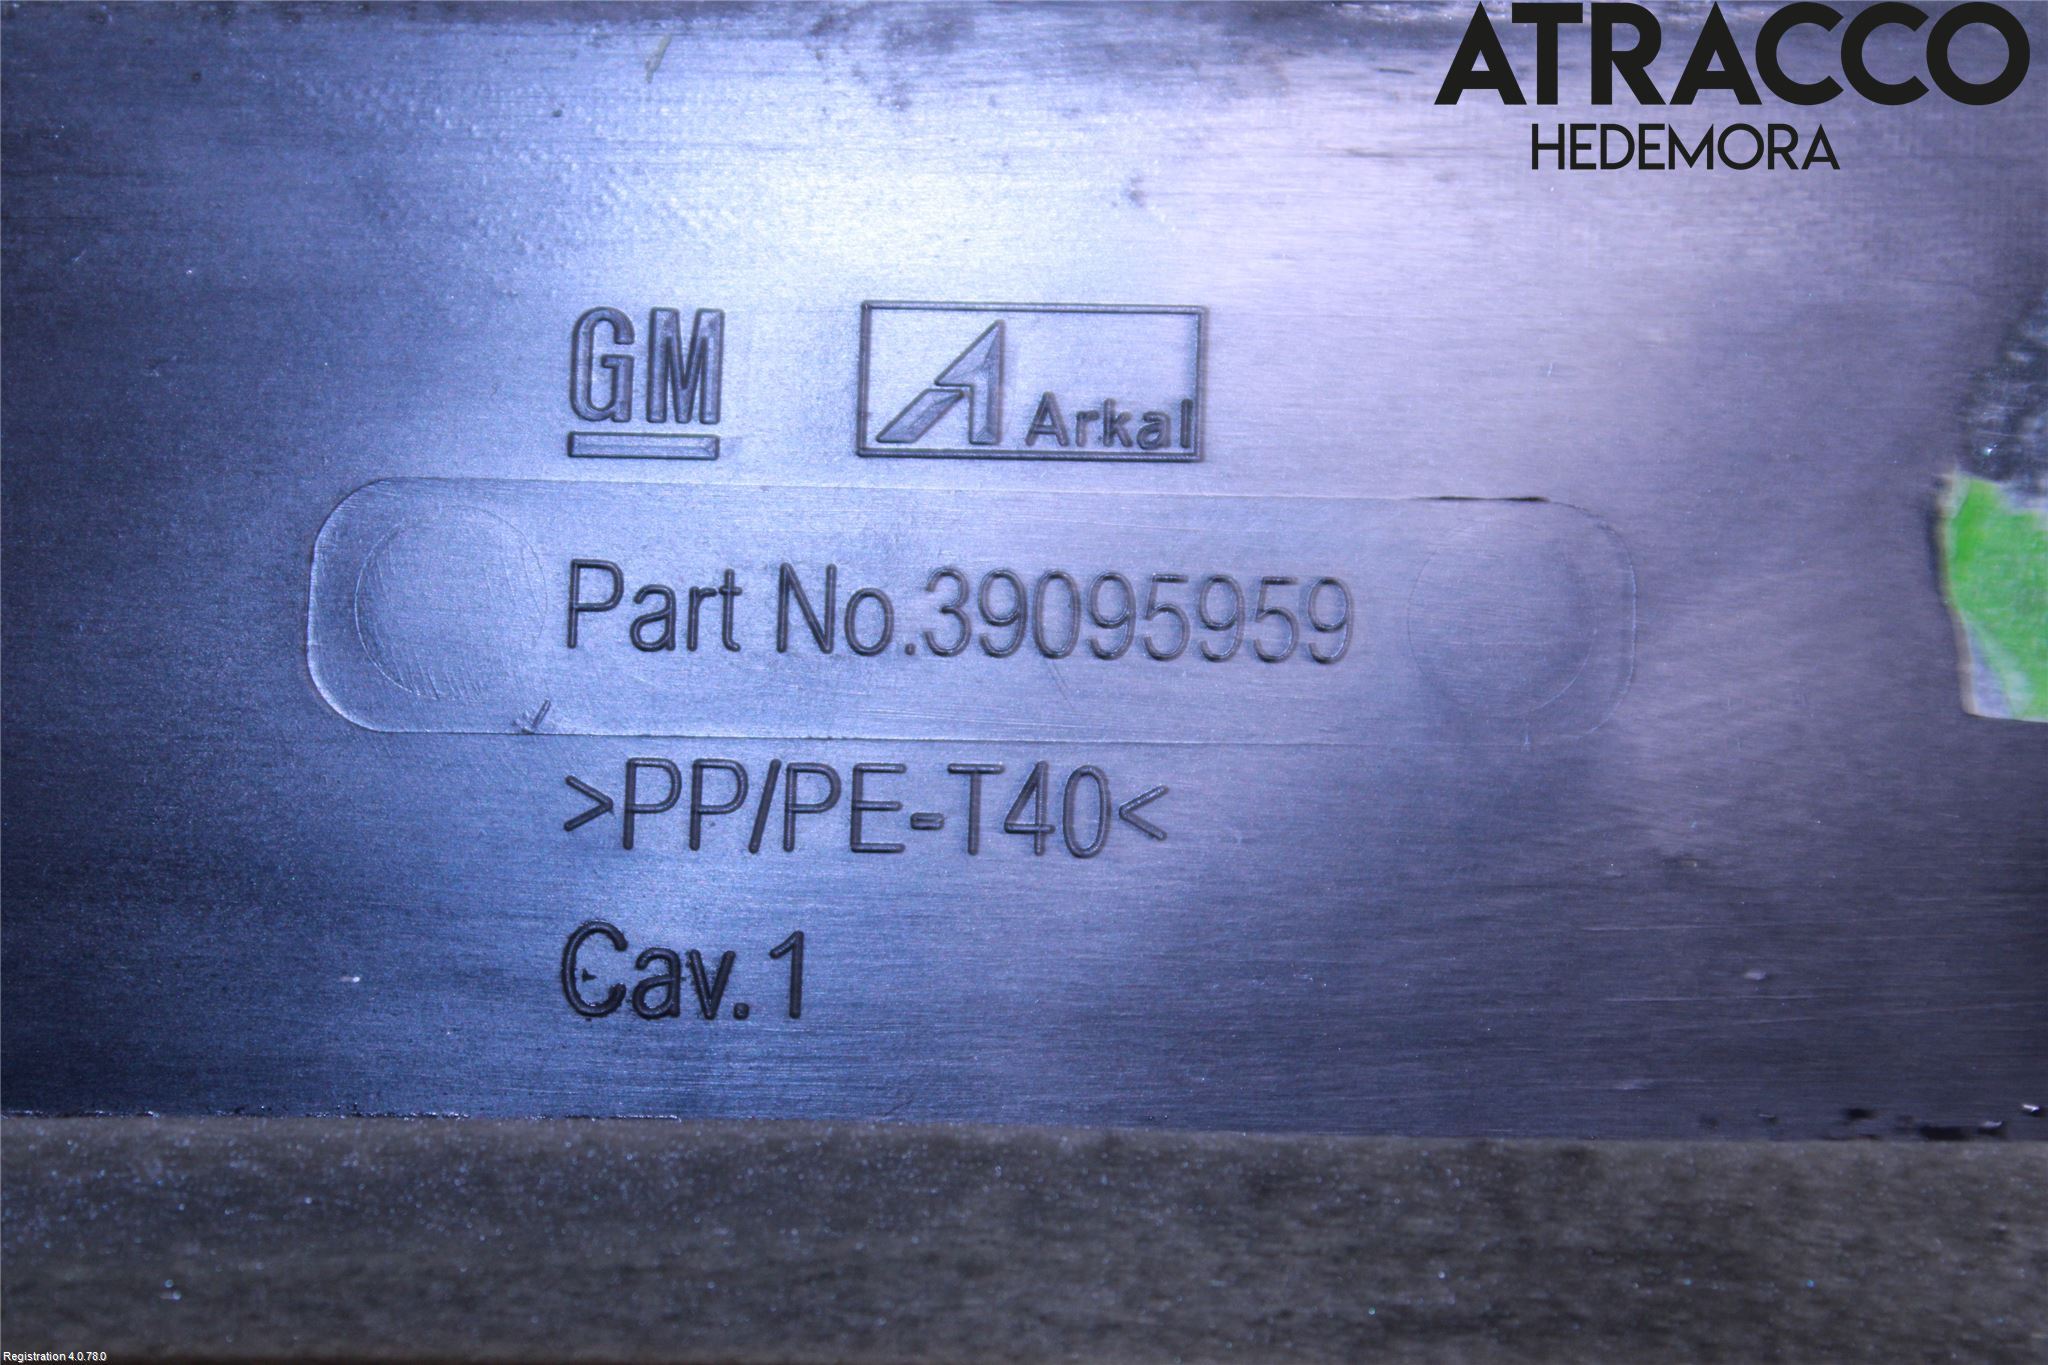 ATRACCO
HEDEMORA
GM
Arkal
Part No.39095959
>PP/PE-T40<
Cav.1
Registration 4.0.78.0